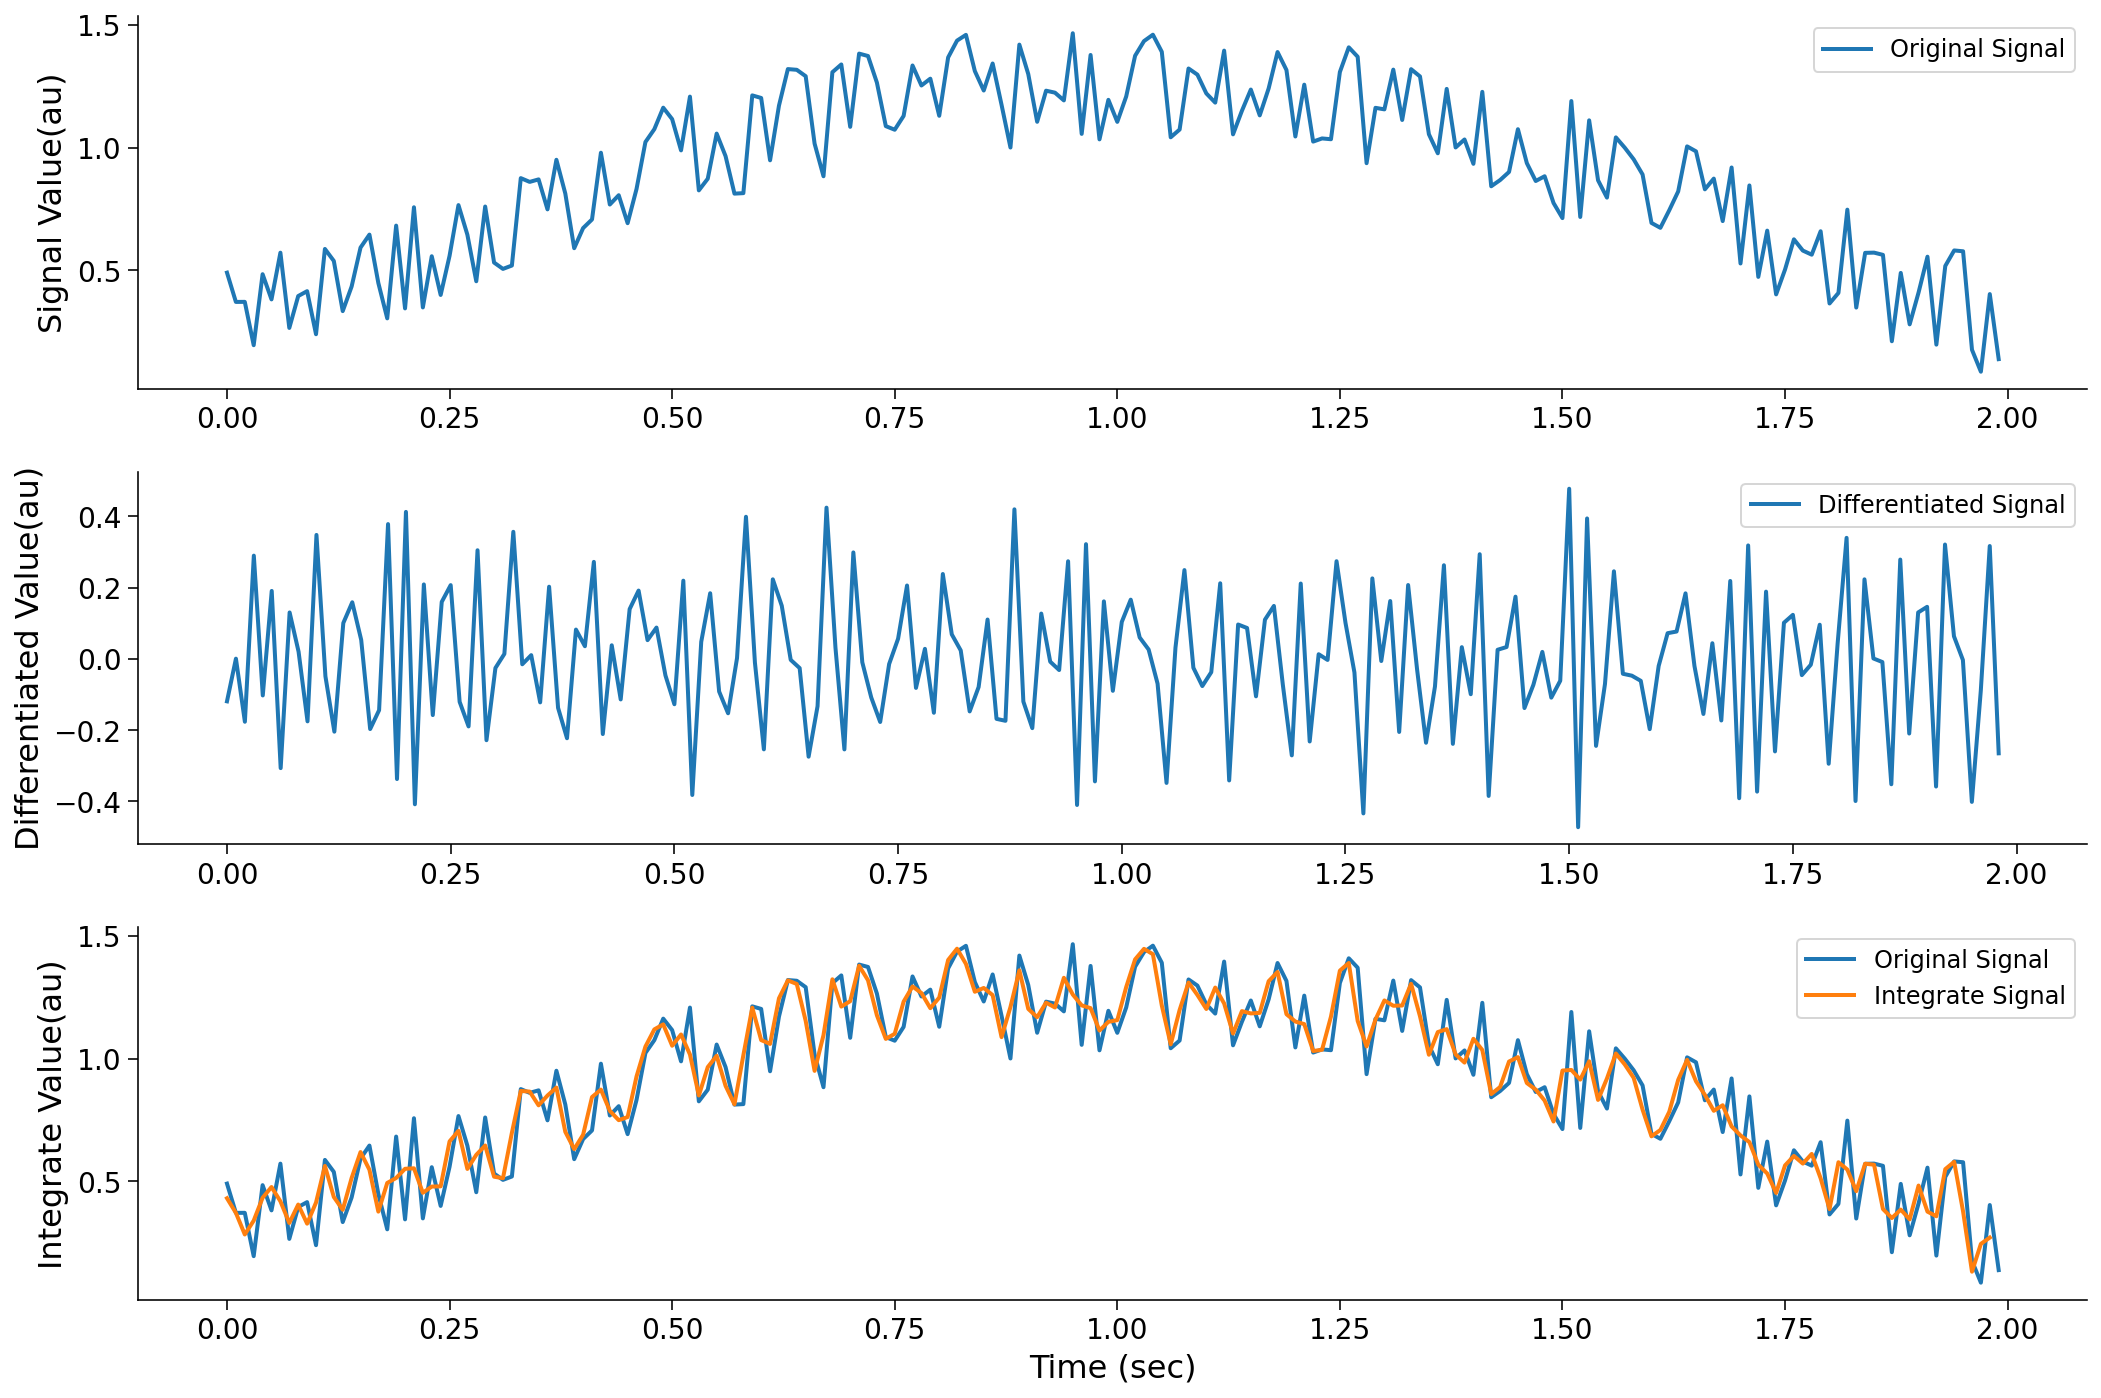 Signal Value(au)
1.5
1.0
0.5
Original Signal
0.00 0.25 0.50 0.75 1.00 1.25 1.50 1.75 2.00
Differentiated Value(au)
0.4
0.2
0.0
−0.2
−0.4
Differentiated Signal
0.00 0.25 0.50 0.75 1.00 1.25 1.50 1.75 2.00
Integrate Value(au)
1.5
1.0
0.5
Original Signal
Integrate Signal
0.00 0.25 0.50 0.75 1.00 1.25 1.50 1.75 2.00
Time (sec)